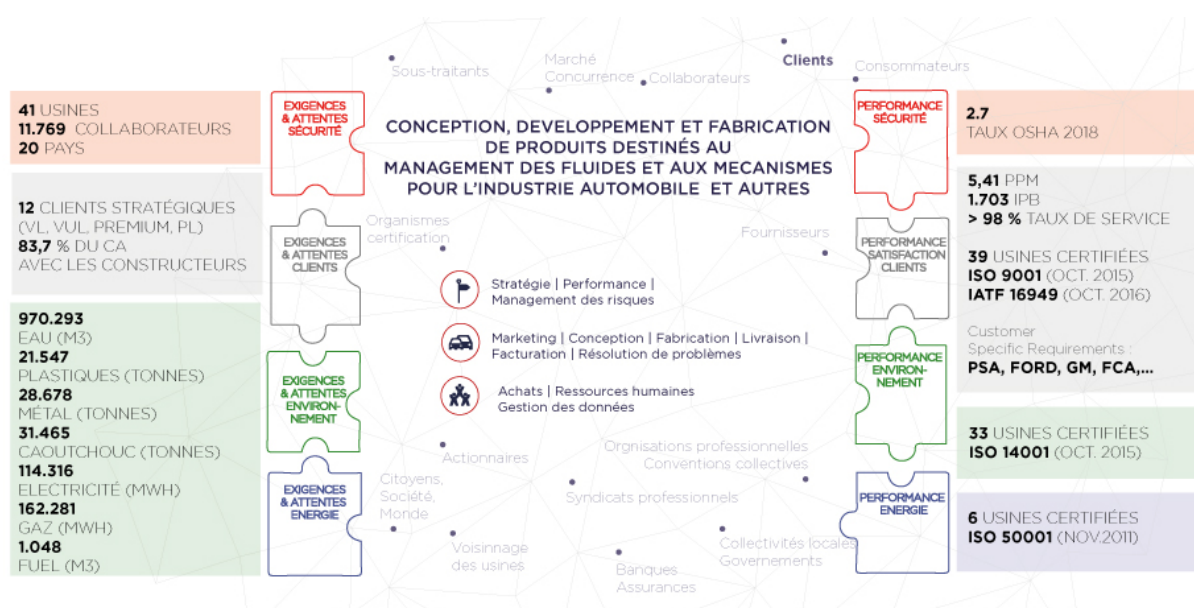 Sous-traitants
Marché
Concurrence
Collaborateurs
Clients
Consommateurs
41 USINES
11.769 COLLABORATEURS
20 PAYS
12 CLIENTS STRATÉGIQUES
(VL, VUL, PREMIUM, PL)
83,7 % DU CA
AVEC LES CONSTRUCTEURS
970.293
EAU (M3)
21.547
PLASTIQUES (TONNES)
28.678
MÉTAL (TONNES)
31.465
CAOUTCHOUC (TONNES)
114.316
ELECTRICITÉ (MWH)
162.281
GAZ (MWH)
1.048
FUEL (M3)
EXIGENCES
& ATTENTES
SÉCURITÉ
EXIGENCES
& ATTENTES
CLIENTS
EXIGENCES
& ATTENTES
ENVIRON-
NEMENT
EXIGENCES
& ATTENTES
ENERGIE
CONCEPTION, DEVELOPPEMENT ET FABRICATION
DE PRODUITS DESTINÉS AU
MANAGEMENT DES FLUIDES ET AUX MECANISMES
POUR L'INDUSTRIE AUTOMOBILE ET AUTRES
Organismes
certification
Fournisseurs
Stratégie | Performance |
Management des risques
Marketing | Conception | Fabrication | Livraison |
Facturation | Résolution de problèmes
Achats | Ressources humaines
Gestion des données
Actionnaires
Orgnisations professionnelles
Conventions collectives
Citoyens,
Société,
Monde
Syndicats professionnels
Voisinnage
des usines
Banques
Assurances
Collectivités locales
Governements
PERFORMANCE
SÉCURITÉ
PERFORMANCE
SATISFACTION
CLIENTS
PERFORMANCE
ENVIRON-
NEMENT
PERFORMANCE
ENERGIE
2.7
TAUX OSHA 2018
5,41 PPM
1.703 IPB
> 98 % TAUX DE SERVICE
39 USINES CERTIFIÉES
ISO 9001 (OCT. 2015)
IATF 16949 (OCT. 2016)
Customer
Specific Requirements :
PSA, FORD, GM, FCA,...
33 USINES CERTIFIÉES
ISO 14001 (OCT. 2015)
6 USINES CERTIFIÉES
ISO 50001 (NOV.2011)